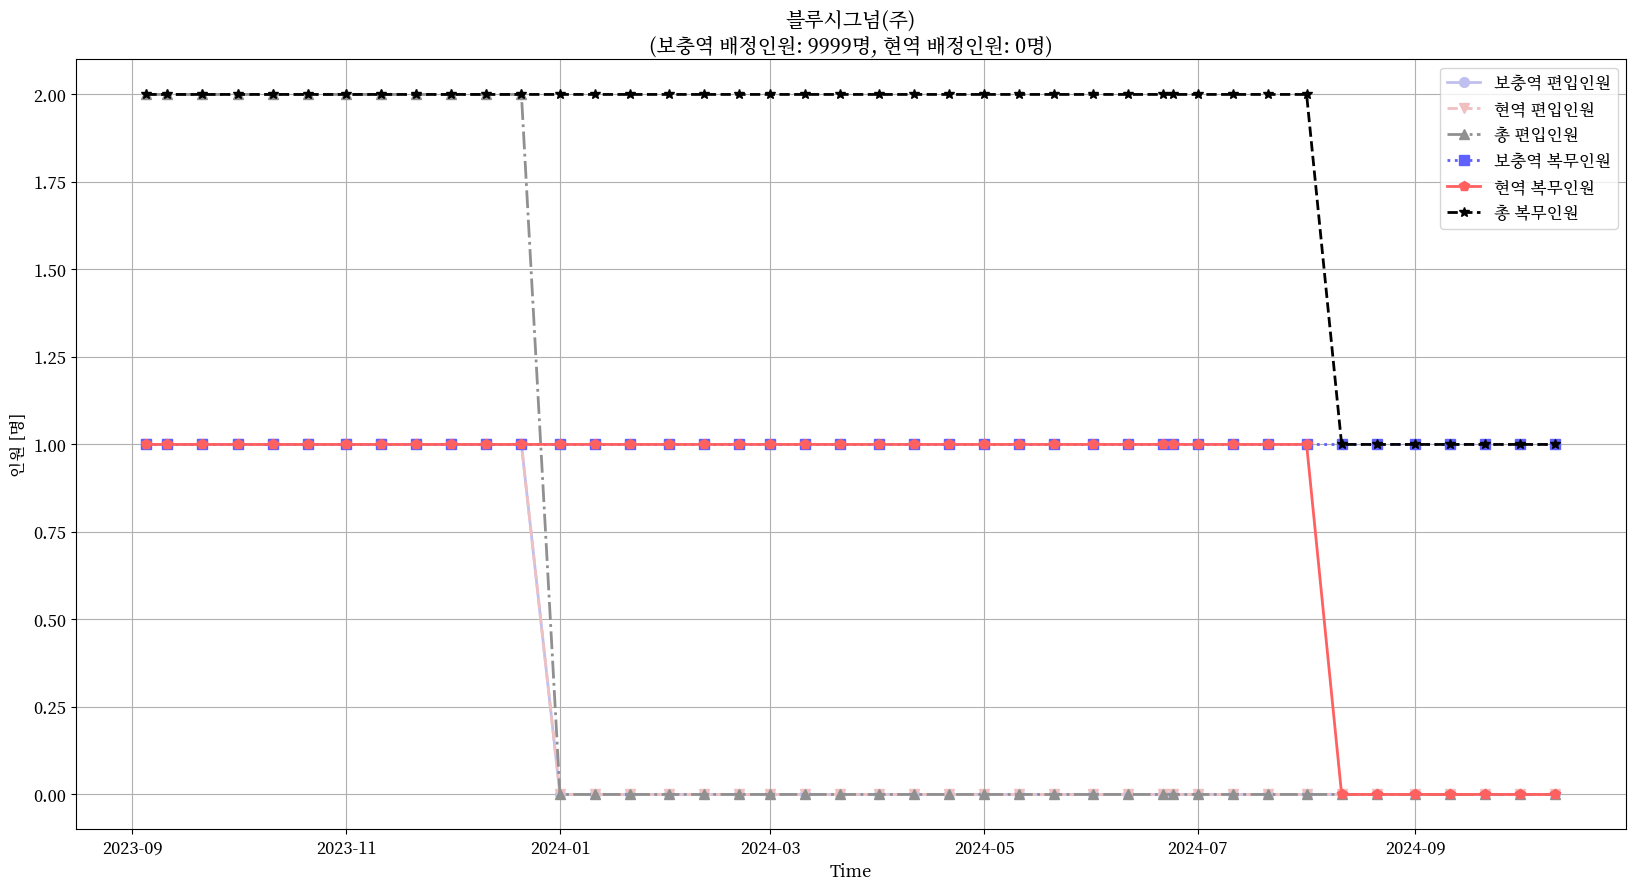 블루시그넘(주)
(보충역 배정인원: 9999명, 현역 배정인원: 0명)
보충역 편입인원
현역 편입인원
총 편입인원
보충역 복무인원
현역 복무인원
총 복무인원
2.00
1.75
1.50
1.25
1.00
0.75
0.50
0.25
0.00
인원 [명]
2023-09
2023-11
2024-01
2024-03
2024-05
2024-07
2024-09
Time